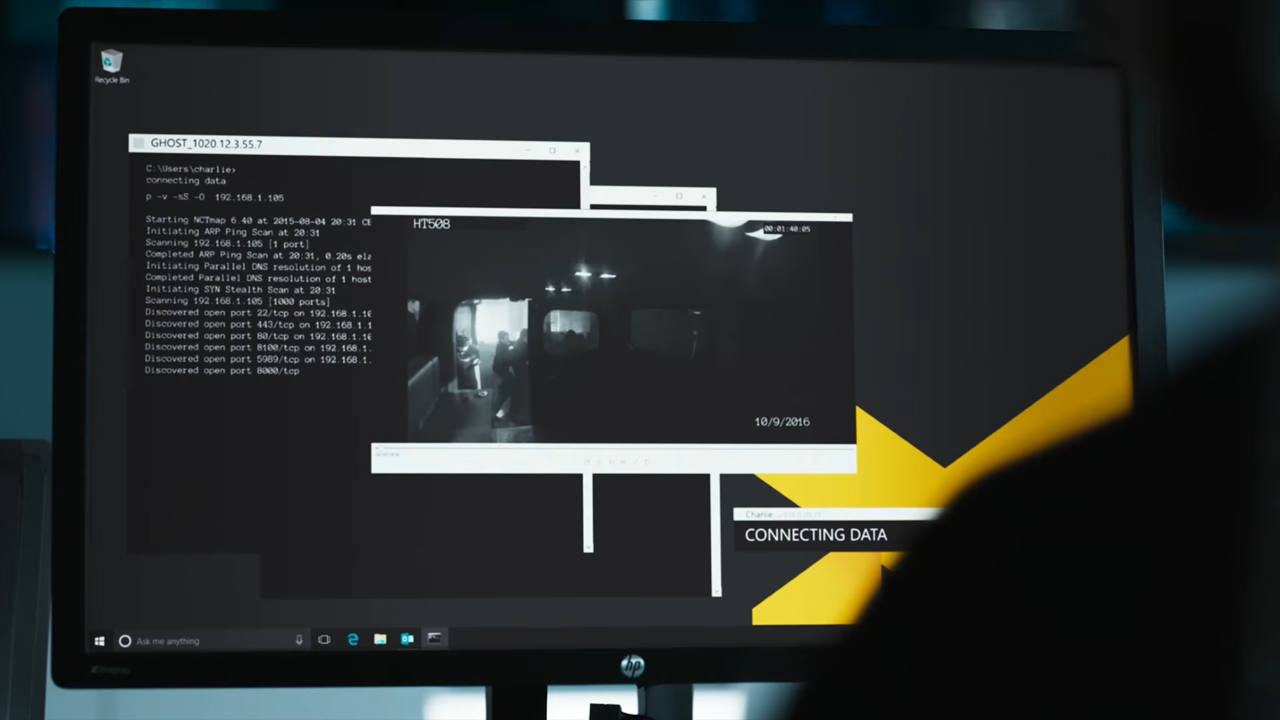 Recycle Bin
GHOST_1020.12.3.55.7
C:\Users\charlie>
connecting data
p -v -sS -O 192.168.1.105
Starting NCTmap 6.40 at 2015-08-04 20:31 CE
Initiating ARP Ping Scan at 20:31
Scanning 192.168.1.105 [1 port]
Completed ARP Ping Scan at 20:31, 0.20s ela
Initiating Parallel DNS resolution of 1 hos
Completed Parallel DNS resolution of 1 host
Initiating SYN Stealth Scan at 20:31
Scanning 192.168.1.105 [1000 ports]
Discovered open port 22/tcp on 192.168.1.10
Discovered open port 443/tcp on 192.168.1.1
Discovered open port 80/tcp on 192.168.1.10
Discovered open port 8100/tcp on 192.168.1.
Discovered open port 5989/tcp on 192.168.1.
Discovered open port 8000/tcp
HT508
00:01:40:05
10/9/2016
Charlie
CONNECTING DATA
Ask me anything
hp